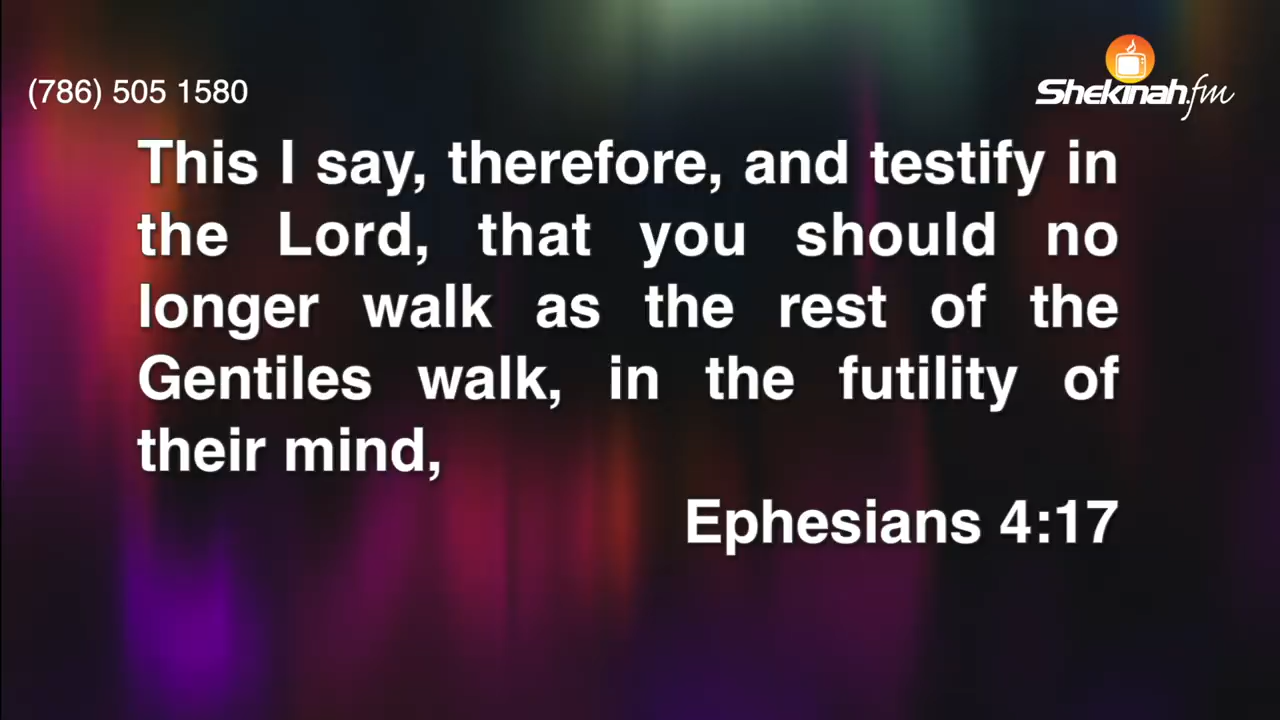 (786) 505 1580
Shekinah.fm
This I say, therefore, and testify in
the Lord, that you should no
longer walk as the rest of the
Gentiles walk, in the futility of
their mind,
Ephesians 4:17